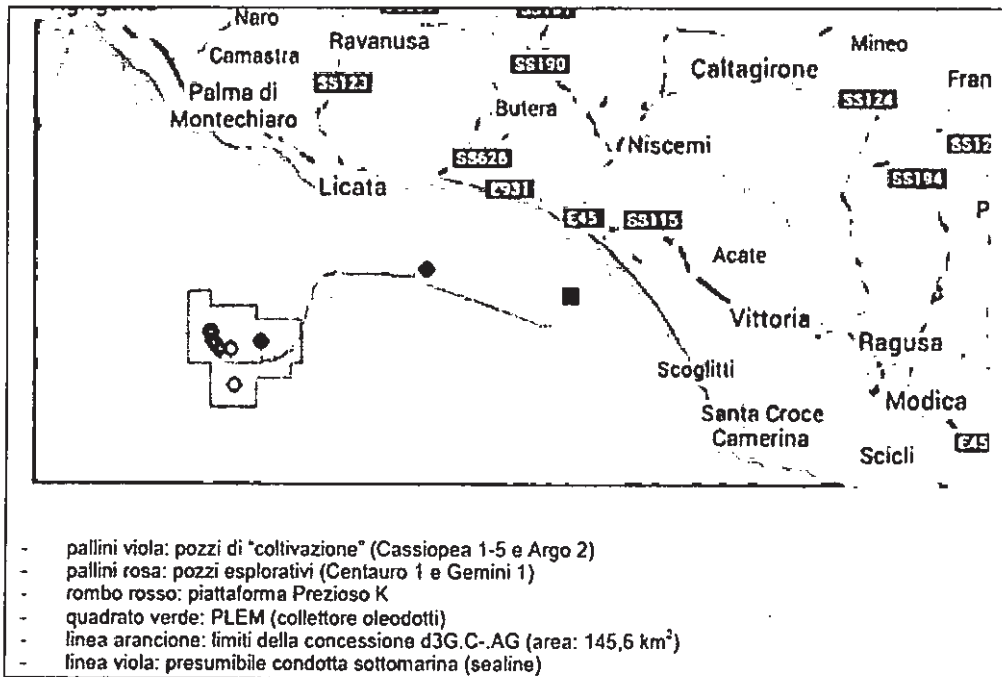 Naro
Camastra
Ravanusa
SS123
SS190
Mineo
Caltagirone
Fran
Palma di
Montechiaro
Butera
SS124
SS626
Niscemi
SS194
Licata
E931
E45
SS115
P
Acate
Vittoria
Ragusa
Scoglitti
Modica
Santa Croce
Camerina
E45
Scicli
- pallini viola: pozzi di "coltivazione" (Cassiopea 1-5 e Argo 2)
- pallini rosa: pozzi esplorativi (Centauro 1 e Gemini 1)
- rombo rosso: piattaforma Prezioso K
- quadrato verde: PLEM (collettore oleodotti)
- linea arancione: limiti della concessione d3G.C-.AG (area: 145,6 km²)
- linea viola: presumibile condotta sottomarina (sealine)